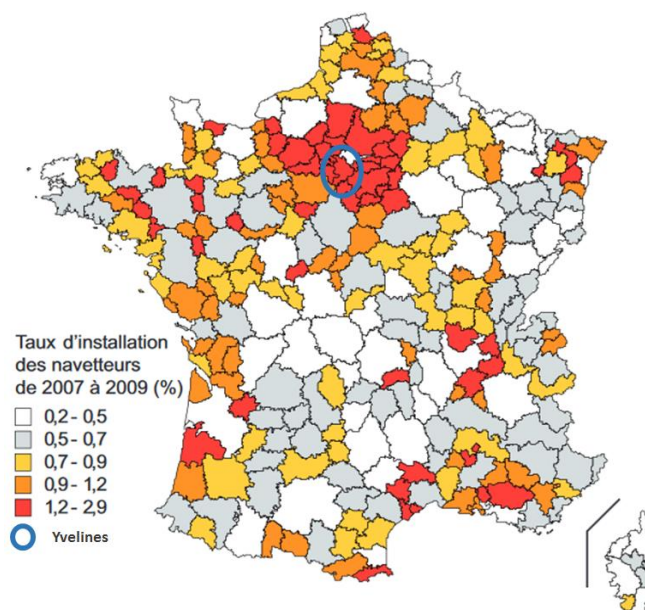 Taux d'installation
des navetteurs
de 2007 à 2009 (%)
0,2 - 0,5
0,5 - 0,7
0,7 - 0,9
0,9 - 1,2
1,2 - 2,9
Yvelines